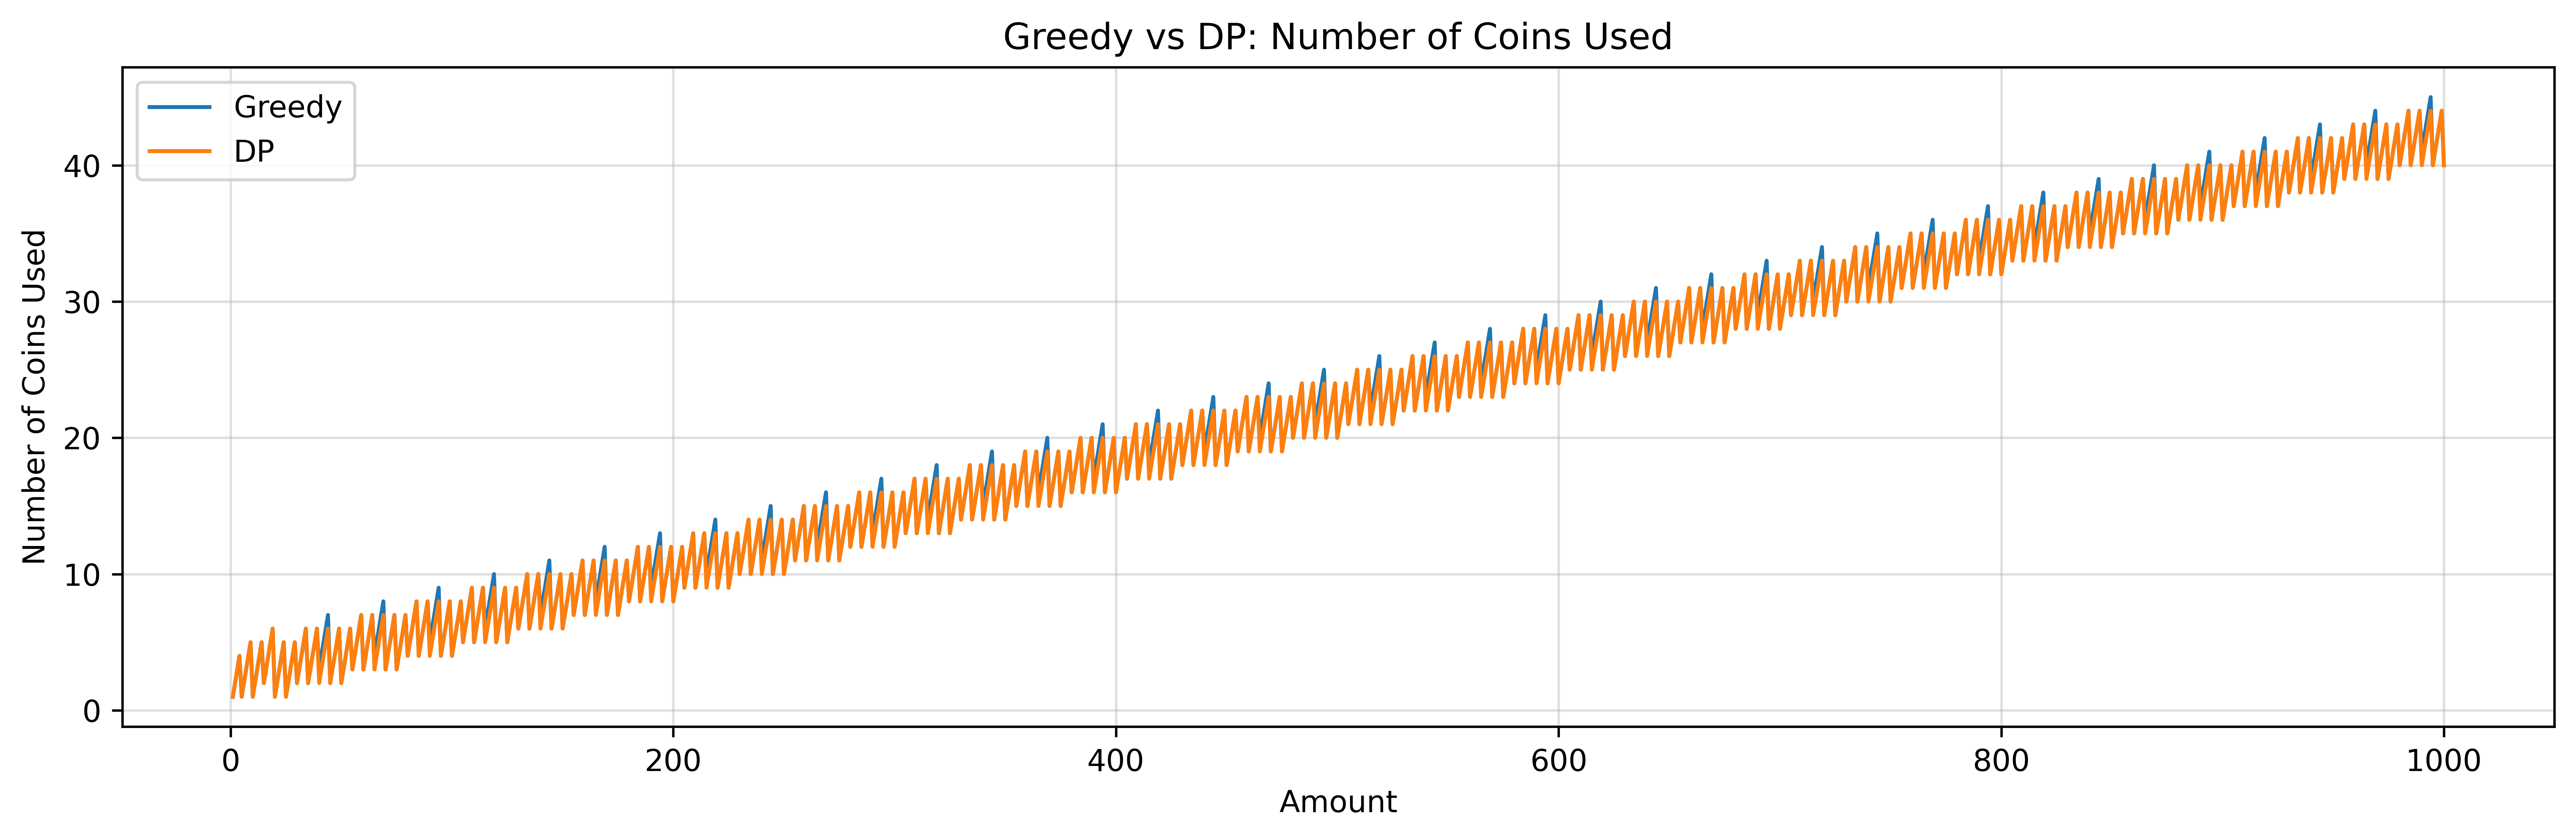 Greedy vs DP: Number of Coins Used
Greedy
DP
Number of Coins Used
40
30
20
10
0
0 200 400 600 800 1000
Amount